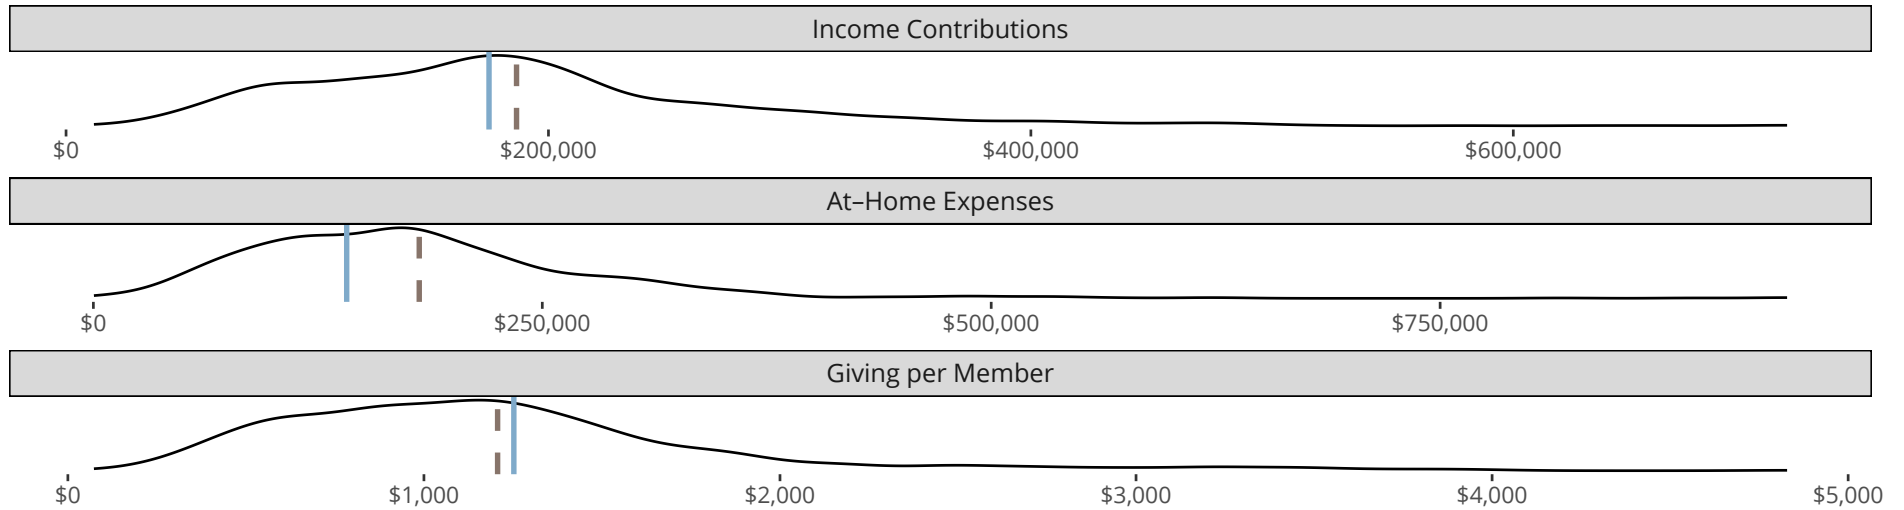 Income Contributions
$0 $200,000 $400,000 $600,000
At–Home Expenses
$0 $250,000 $500,000 $750,000
Giving per Member
$0 $1,000 $2,000 $3,000 $4,000 $5,000